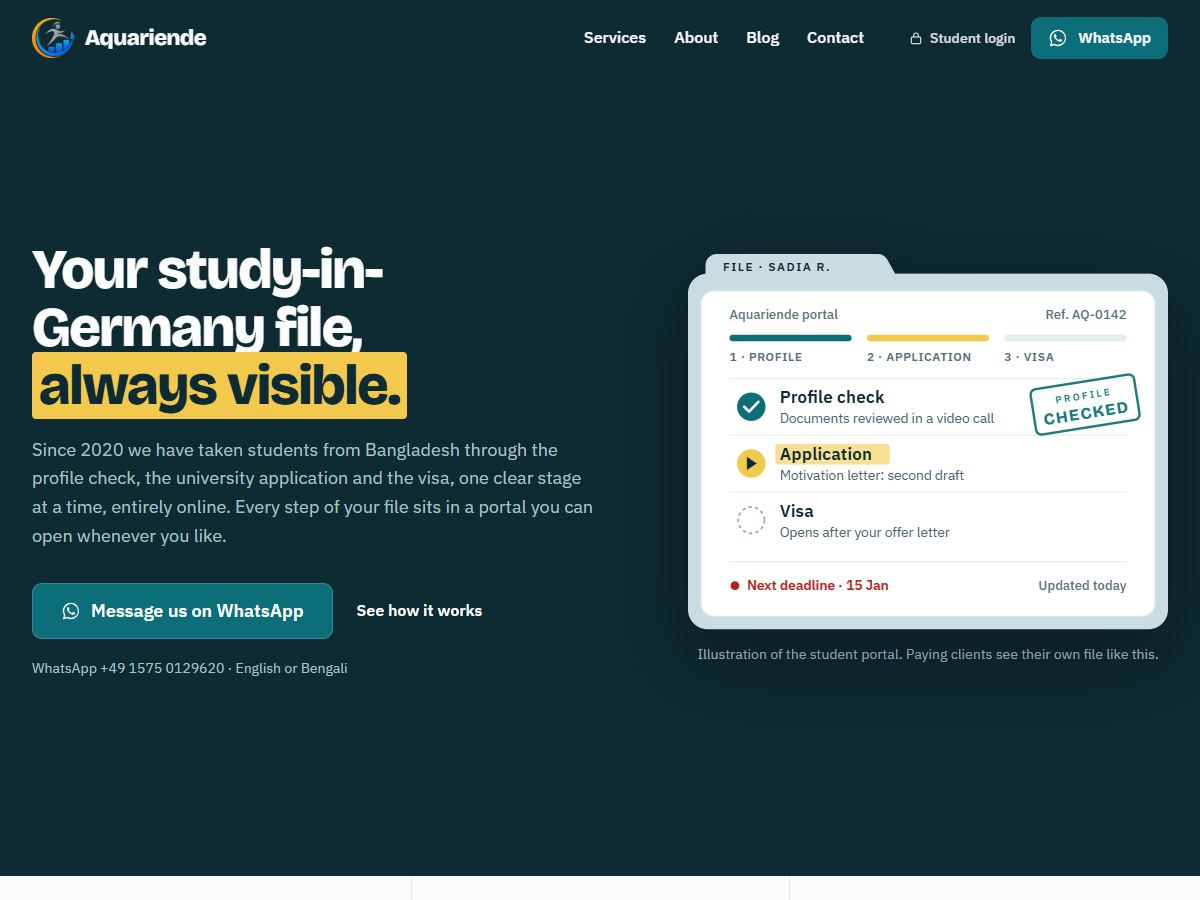 Aquariende
Services
About
Blog
Contact
Student login
WhatsApp
Your study-in-
Germany file,
always visible.
Since 2020 we have taken students from Bangladesh through the
profile check, the university application and the visa, one clear stage
at a time, entirely online. Every step of your file sits in a portal you can
open whenever you like.
Message us on WhatsApp
See how it works
WhatsApp +49 1575 0129620 · English or Bengali
FILE · SADIA R.
Aquariende portal
Ref. AQ-0142
1 · PROFILE
2 · APPLICATION
3 · VISA
Profile check
Documents reviewed in a video call
PROFILE
CHECKED
Application
Motivation letter: second draft
Visa
Opens after your offer letter
Next deadline · 15 Jan
Updated today
Illustration of the student portal. Paying clients see their own file like this.